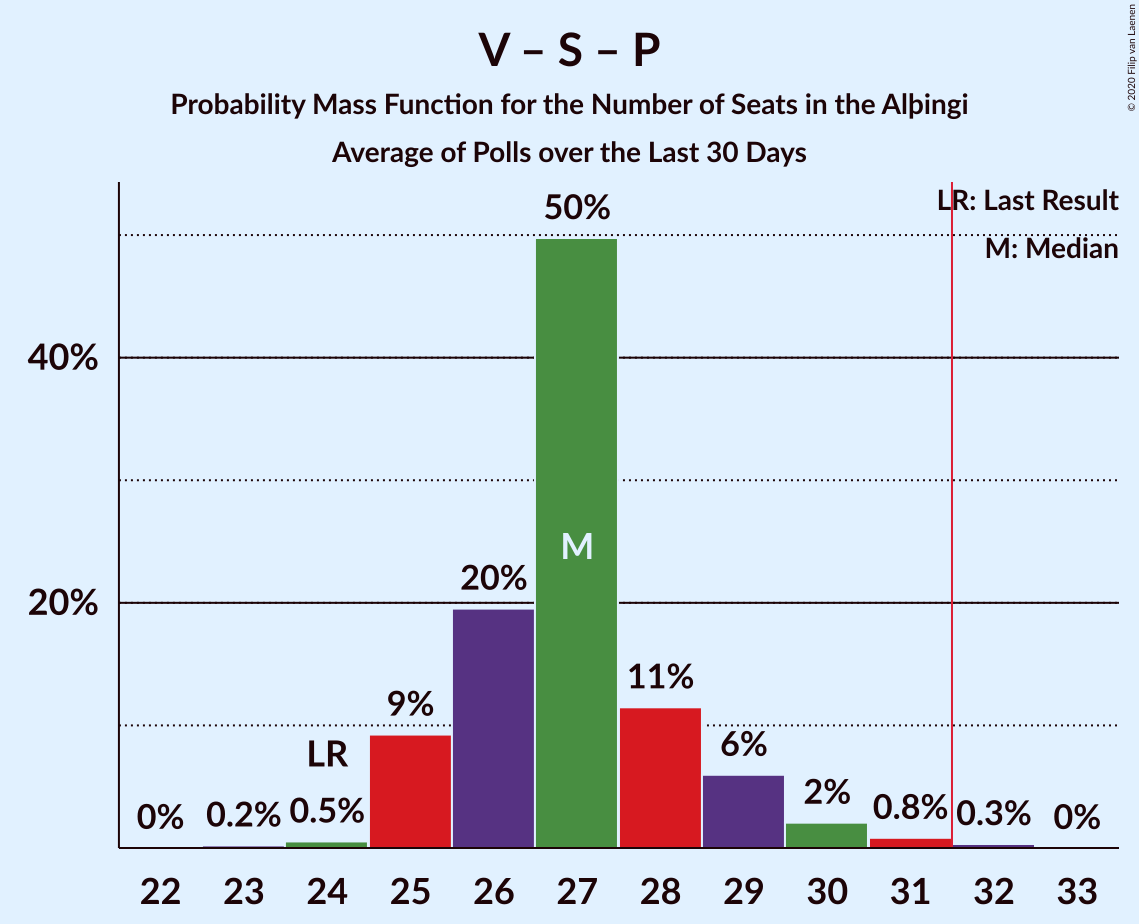 V – S – P
Probability Mass Function for the Number of Seats in the Alþingi
Average of Polls over the Last 30 Days
© 2020 Filip van Laenen
LR: Last Result
M: Median
50%
40%
M
20%
20%
11%
9%
6%
LR
2%
0%
0.2%
0.5%
0.8%
0.3%
0%
22 23 24 25 26 27 28 29 30 31 32 33